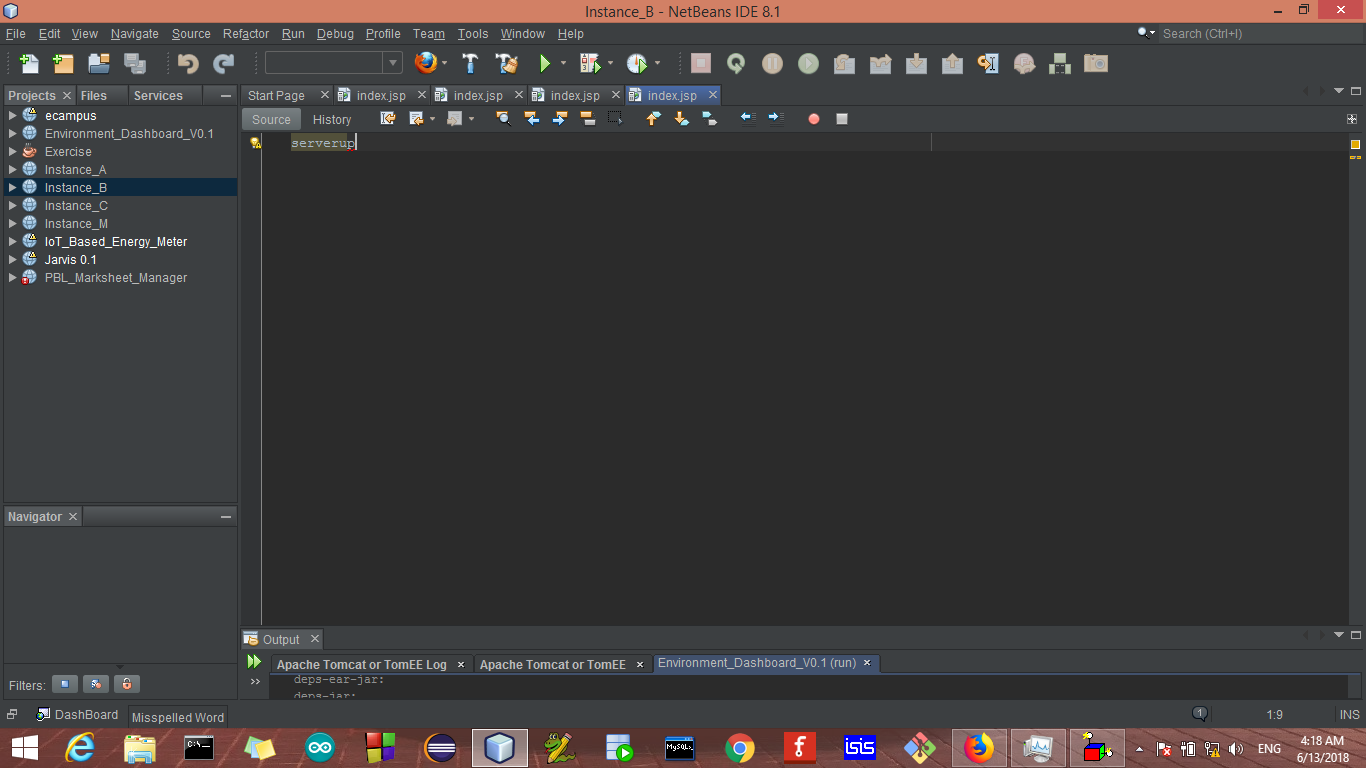 Instance_B - NetBeans IDE 8.1
File Edit View Navigate Source Refactor Run Debug Profile Team Tools Window Help
Search (Ctrl+I)
Projects Files Services
Start Page index.jsp index.jsp index.jsp index.jsp
Source History
ecampus
Environment_Dashboard_V0.1
Exercise
Instance_A
Instance_B
Instance_C
Instance_M
IoT_Based_Energy_Meter
Jarvis 0.1
PBL_Marksheet_Manager
serverup
Navigator
Filters:
Output
Apache Tomcat or TomEE Log Apache Tomcat or TomEE Environment_Dashboard_V0.1 (run)
deps-ear-jar:
deps-jar:
DashBoard Misspelled Word 1 1:9 INS
C:\
MySQL
ISIS
ENG
4:18 AM
6/13/2018